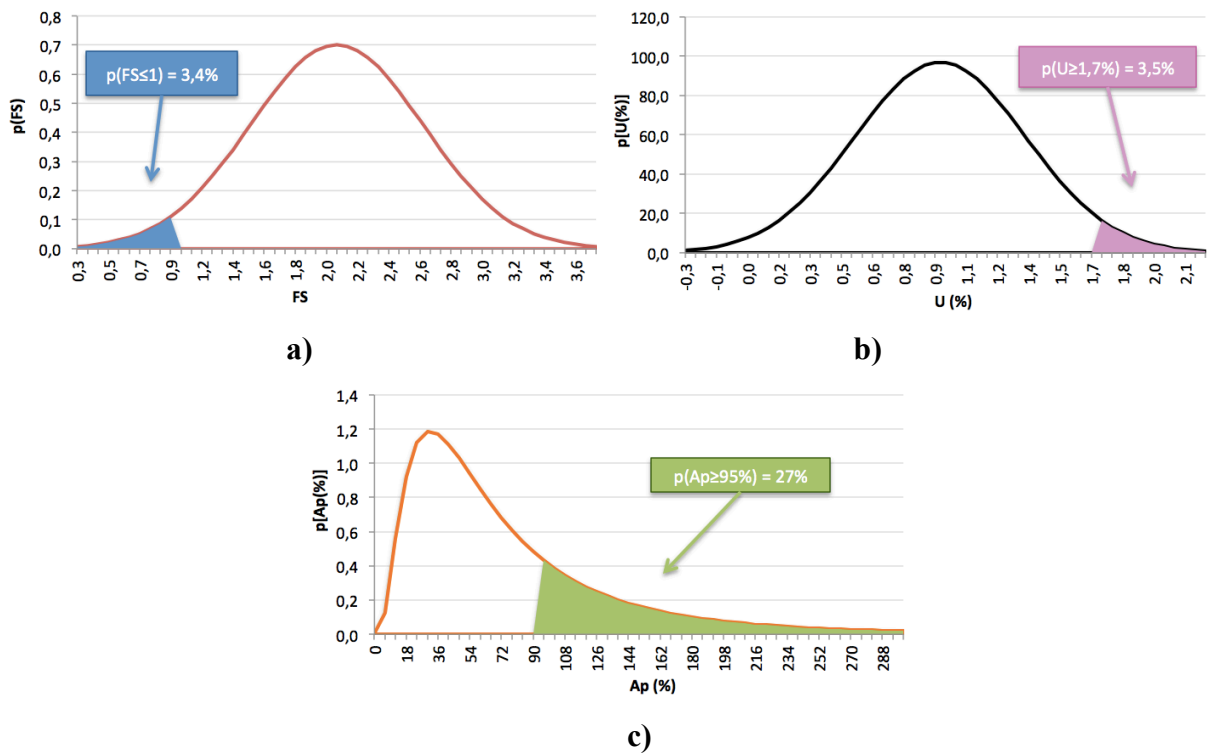 0,8
0,7
0,6
0,5
0,4
0,3
0,2
0,1
0,0
p(FS)
p(FS≤1) = 3,4%
0,3 0,5 0,7 0,9 1,2 1,4 1,6 1,8 2,0 2,2 2,5 2,6 2,8 3,0 3,2 3,4 3,6
FS
a)
120,0
100,0
80,0
60,0
40,0
20,0
0,0
p[U(%)]
p(U≥1,7%) = 3,5%
-0,3 -0,1 0,0 0,2 0,3 0,5 0,6 0,8 0,9 1,1 1,2 1,4 1,5 1,7 1,8 2,0 2,1
U (%)
b)
1,4
1,2
1,0
0,8
0,6
0,4
0,2
0,0
p[Ap(%)]
p(Ap≥95%) = 27%
0 18 36 54 72 90 108 126 144 162 180 198 216 234 252 270 288
Ap (%)
c)